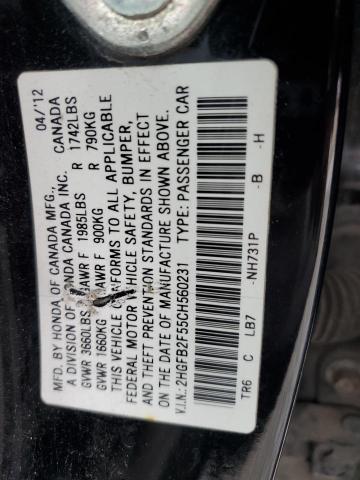 MFD. BY HONDA OF CANADA MFG., 04/'12
A DIVISION OF HONDA CANADA INC. CANADA
GVWR 3660LBS GAWR F 1985LBS R 1742LBS
GVWR 1660KG GAWR F 900KG R 790KG
THIS VEHICLE CONFORMS TO ALL APPLICABLE
FEDERAL MOTOR VEHICLE SAFETY, BUMPER,
AND THEFT PREVENTION STANDARDS IN EFFECT
ON THE DATE OF MANUFACTURE SHOWN ABOVE.
V.I.N.: 2HGFB2F55CH560231 TYPE: PASSENGER CAR
TR6 C LB7 -NH731P -B -H